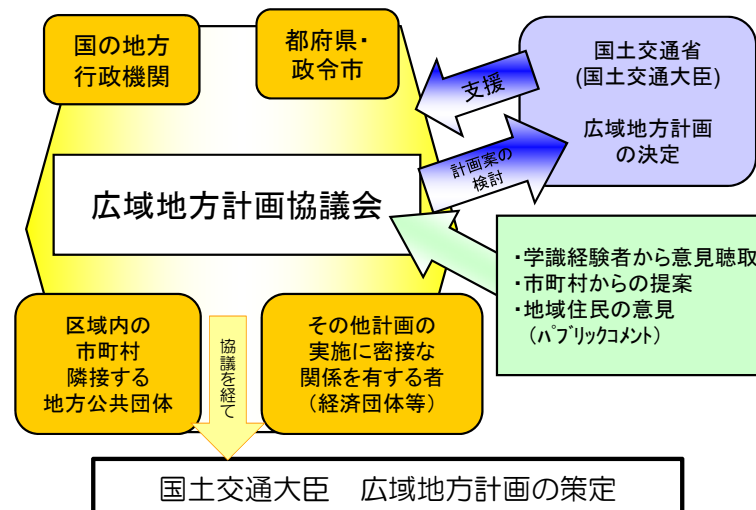 国の地方
行政機関
都府県・
政令市
国土交通省
(国土交通大臣)
広域地方計画
の決定
支援
計画案の
検討
広域地方計画協議会
・学識経験者から意見聴取
・市町村からの提案
・地域住民の意見
(ﾊﾟﾌﾞﾘｯｸｺﾒﾝﾄ)
区域内の
市町村
隣接する
地方公共団体
協議を経て
その他計画の
実施に密接な
関係を有する者
(経済団体等)
国土交通大臣　広域地方計画の策定